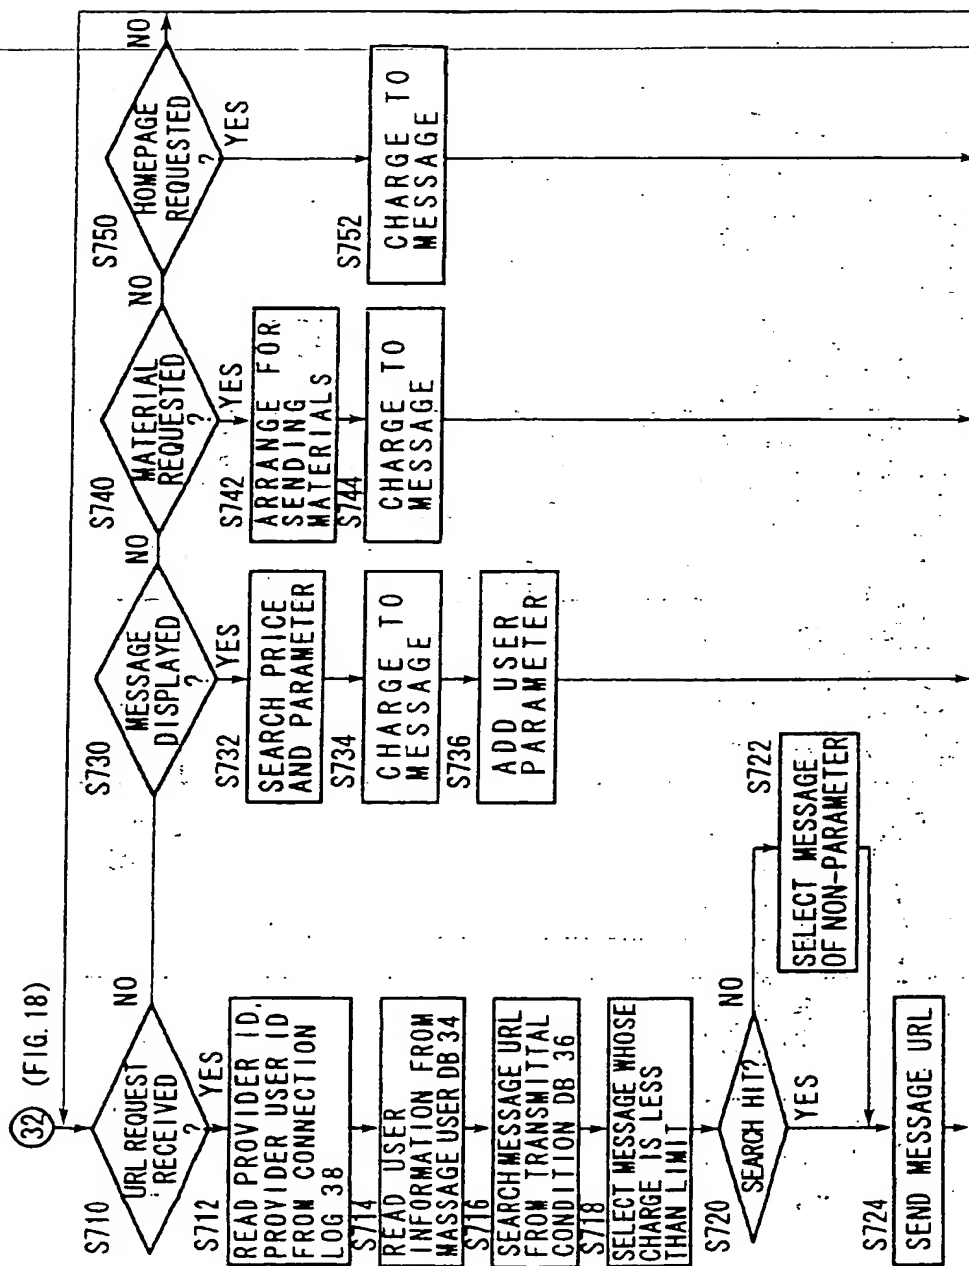 32 (FIG. 18)
S710
URL REQUEST
RECEIVED
?
NO
YES
S712
READ PROVIDER ID,
PROVIDER USER ID
FROM CONNECTION
LOG 38
S714
READ USER
INFORMATION FROM
MASSAGE USER DB 34
S716
SEARCH MESSAGE URL
FROM TRANSMITTAL
CONDITION DB 36
S718
SELECT MESSAGE WHOSE
CHARGE IS LESS
THAN LIMIT
S720
SEARCH HIT?
NO
YES
S722
SELECT MESSAGE
OF NON-PARAMETER
S724
SEND MESSAGE URL
S730
MESSAGE
DISPLAYED
?
NO
YES
S732
SEARCH PRICE
AND PARAMETER
S734
CHARGE TO
MESSAGE
S736
ADD USER
PARAMETER
S740
MATERIAL
REQUESTED
?
NO
YES
S742
ARRANGE FOR
SENDING
MATERIALS
S744
CHARGE TO
MESSAGE
S750
HOMEPAGE
REQUESTED
?
NO
YES
S752
CHARGE TO
MESSAGE